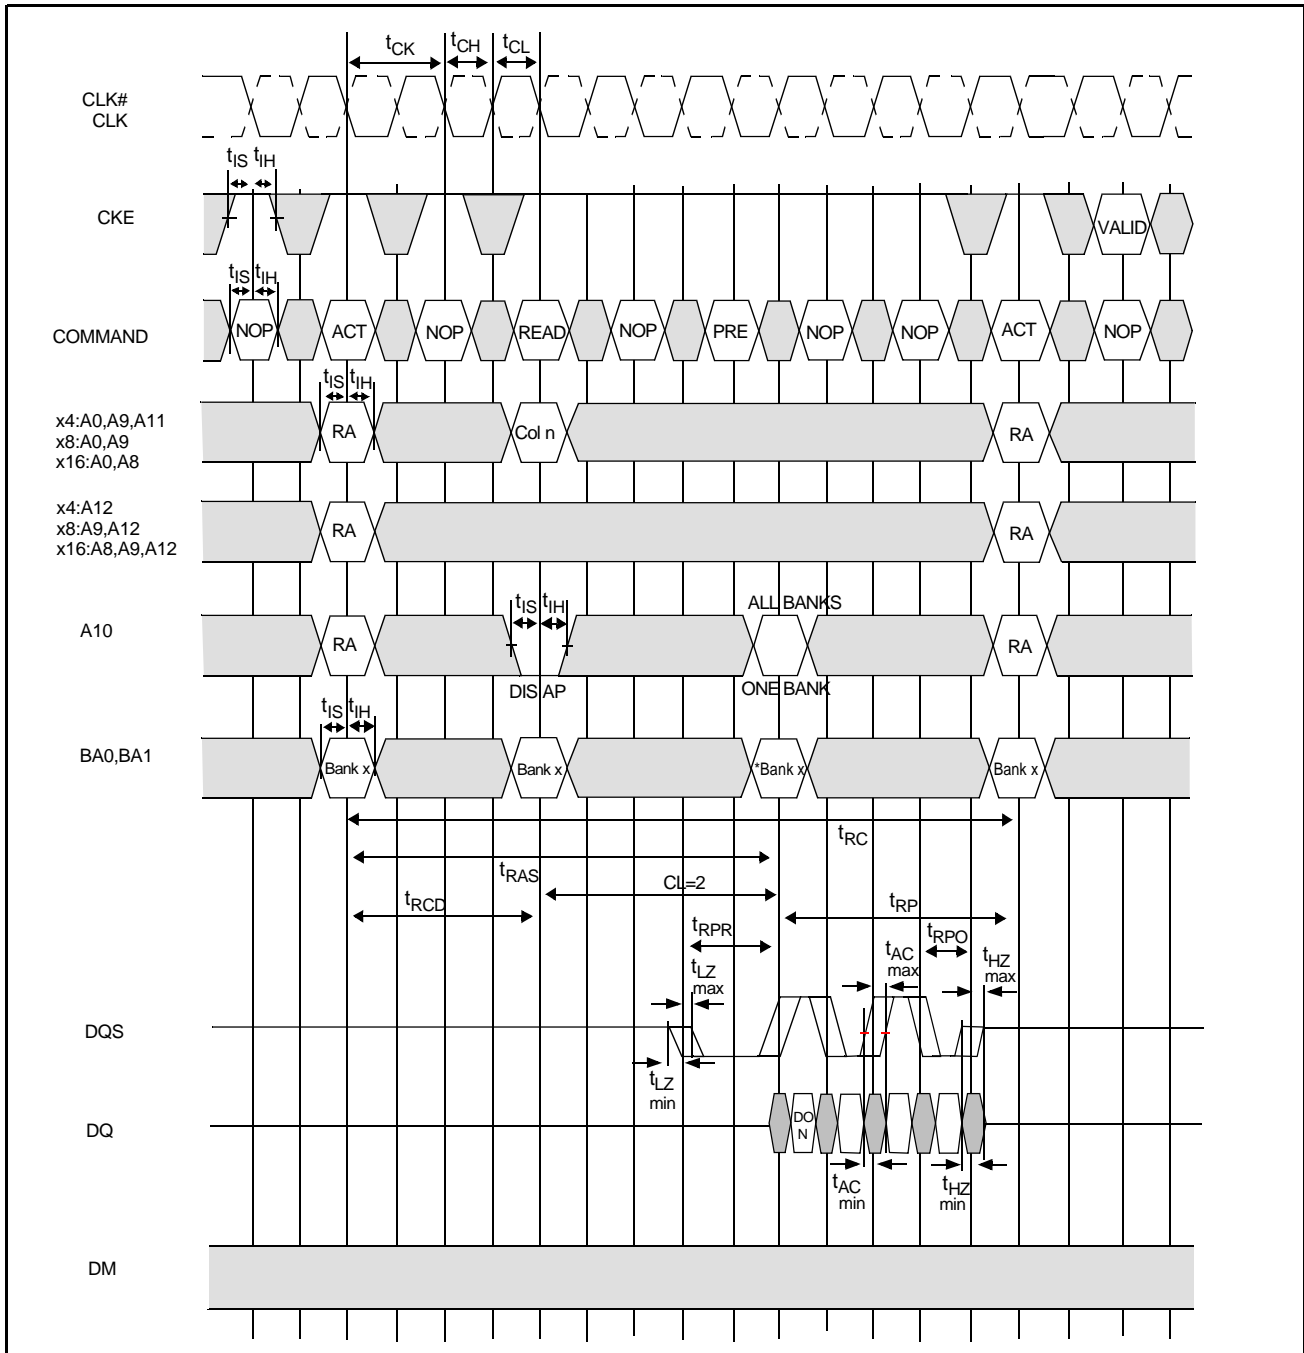 tCK tCH tCL
CLK#
CLK
tIS tIH
CKE
VALID
tIS tIH
COMMAND
NOP ACT NOP READ NOP PRE NOP NOP ACT NOP
tIS tIH
x4:A0,A9,A11
x8:A0,A9
x16:A0,A8
RA Col n RA
x4:A12
x8:A9,A12
x16:A8,A9,A12
RA RA
tIS tIH
ALL BANKS
A10
RA RA
DIS AP
ONE BANK
tIS tIH
BA0,BA1
Bank x Bank x *Bank x Bank x
tRC
tRAS
CL=2
tRCD
tRP
tRPR
tRPO
tAC
max
tHZ
max
tLZ
max
DQS
tLZ
min
DQ
DO
N
tAC
min
tHZ
min
DM